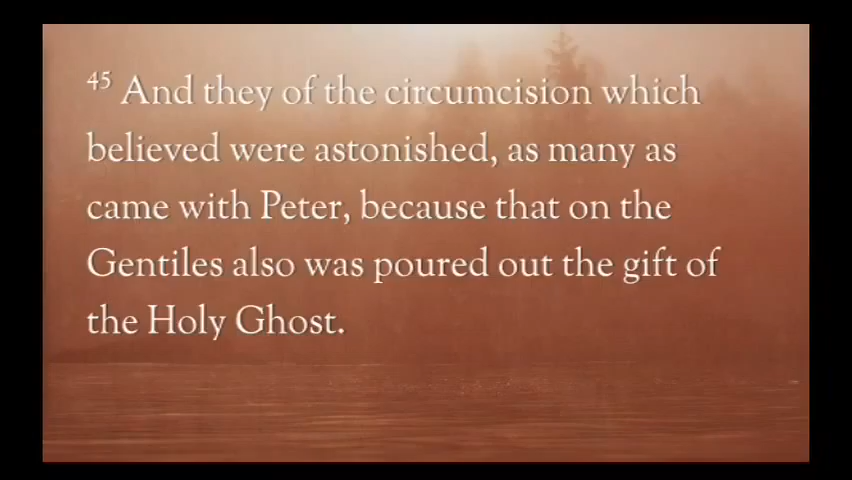 45 And they of the circumcision which
believed were astonished, as many as
came with Peter, because that on the
Gentiles also was poured out the gift of
the Holy Ghost.